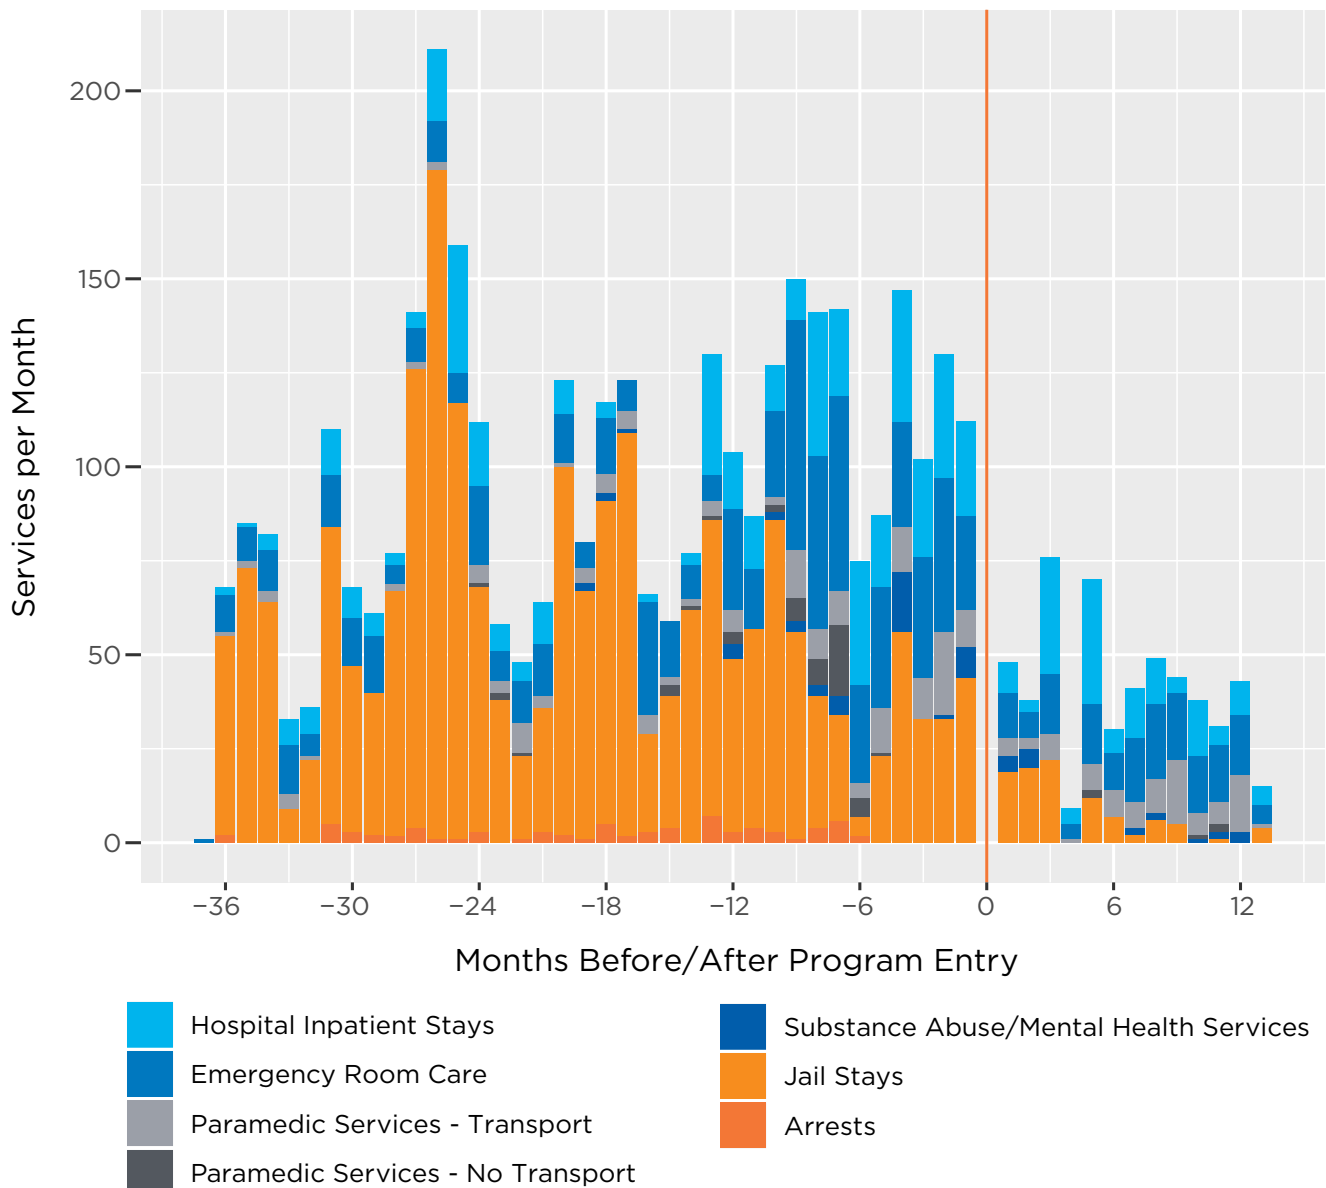 Services per Month
200
150
100
50
0
−36 −30 −24 −18 −12 −6 0 6 12
Months Before/After Program Entry
Hospital Inpatient Stays
Emergency Room Care
Paramedic Services - Transport
Paramedic Services - No Transport
Substance Abuse/Mental Health Services
Jail Stays
Arrests